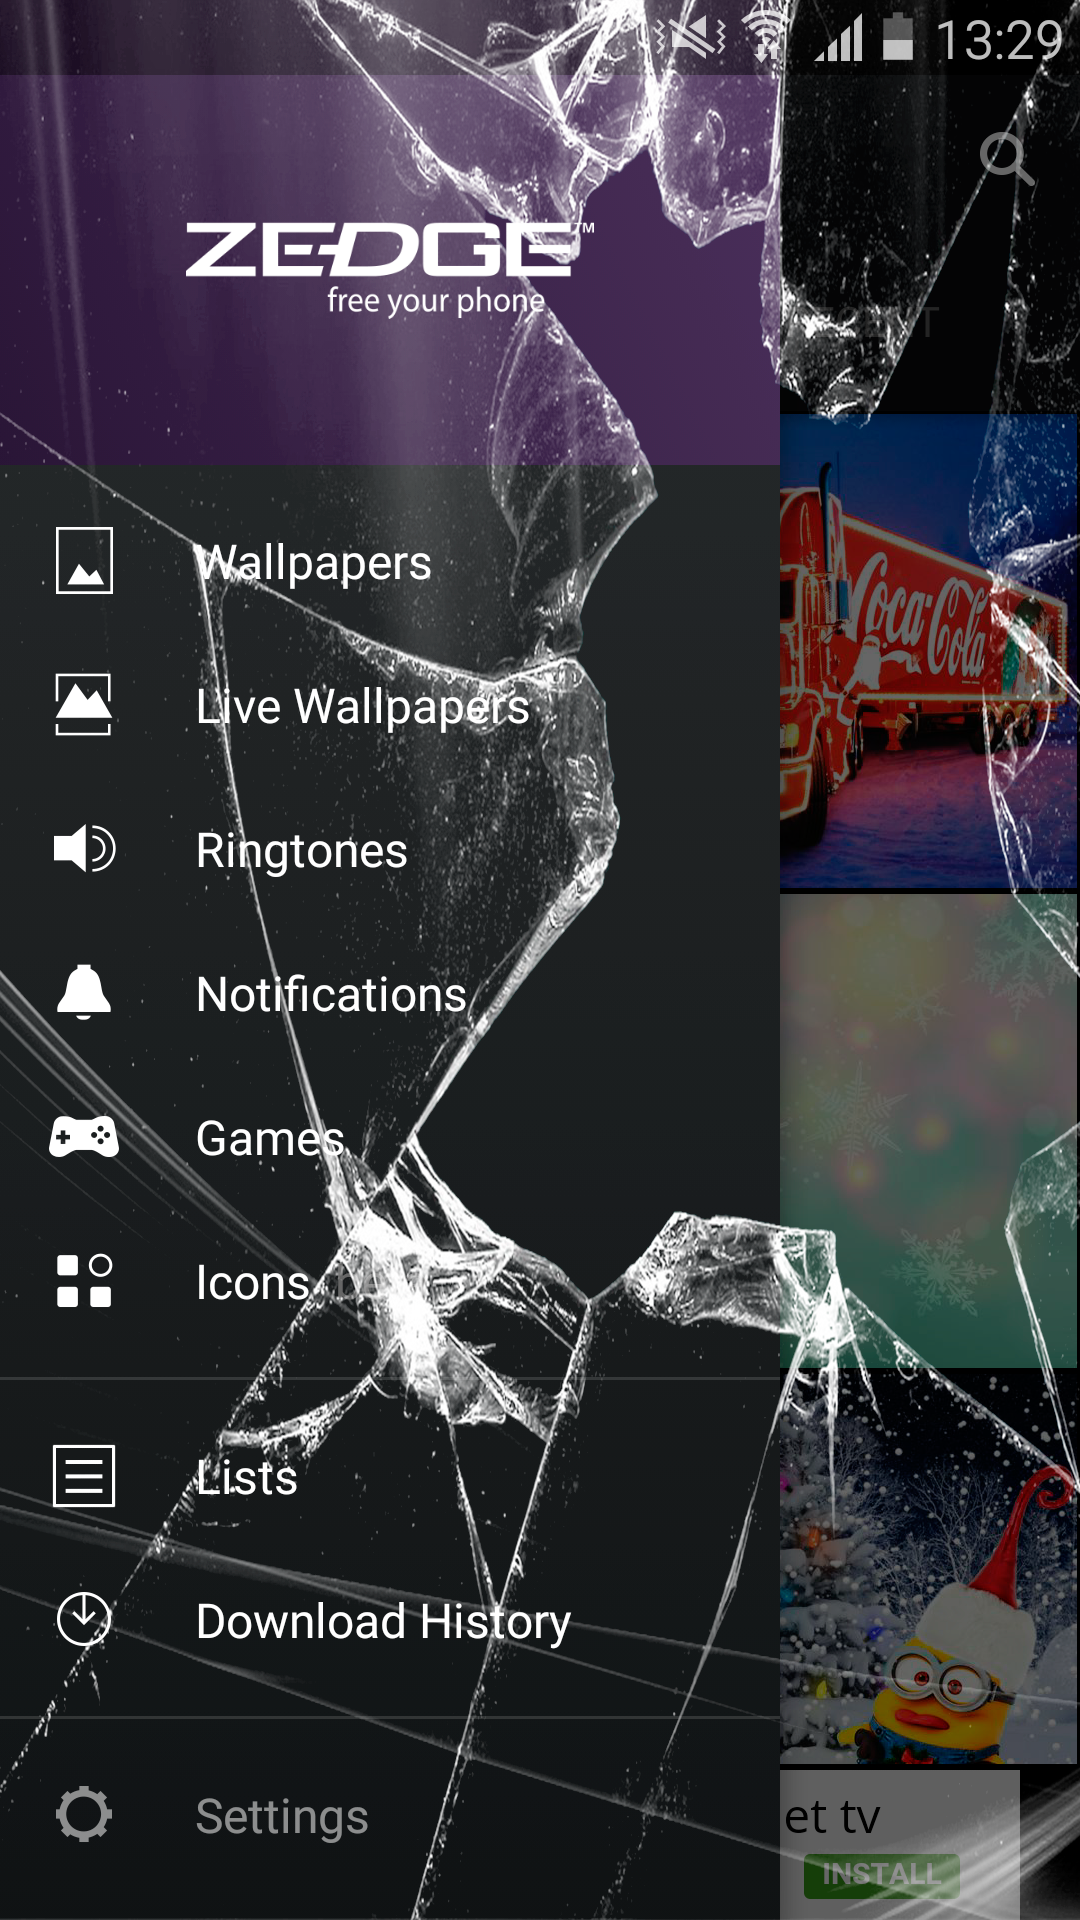 13:29
ZEDGE™
free your phone
Wallpapers
Coca-Cola
Live Wallpapers
Ringtones
Notifications
Games
Icons
Lists
Download History
Settings
et tv
INSTALL